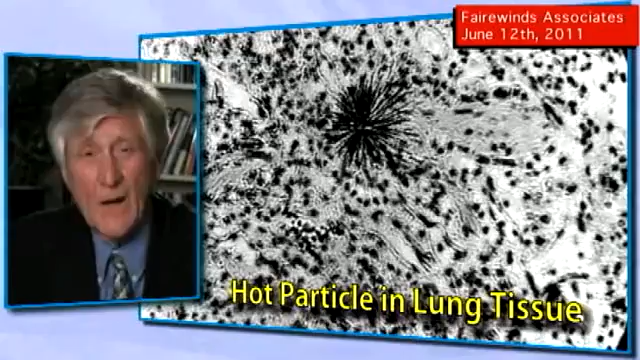 Fairewinds Associates
June 12th, 2011
Hot Particle in Lung Tissue